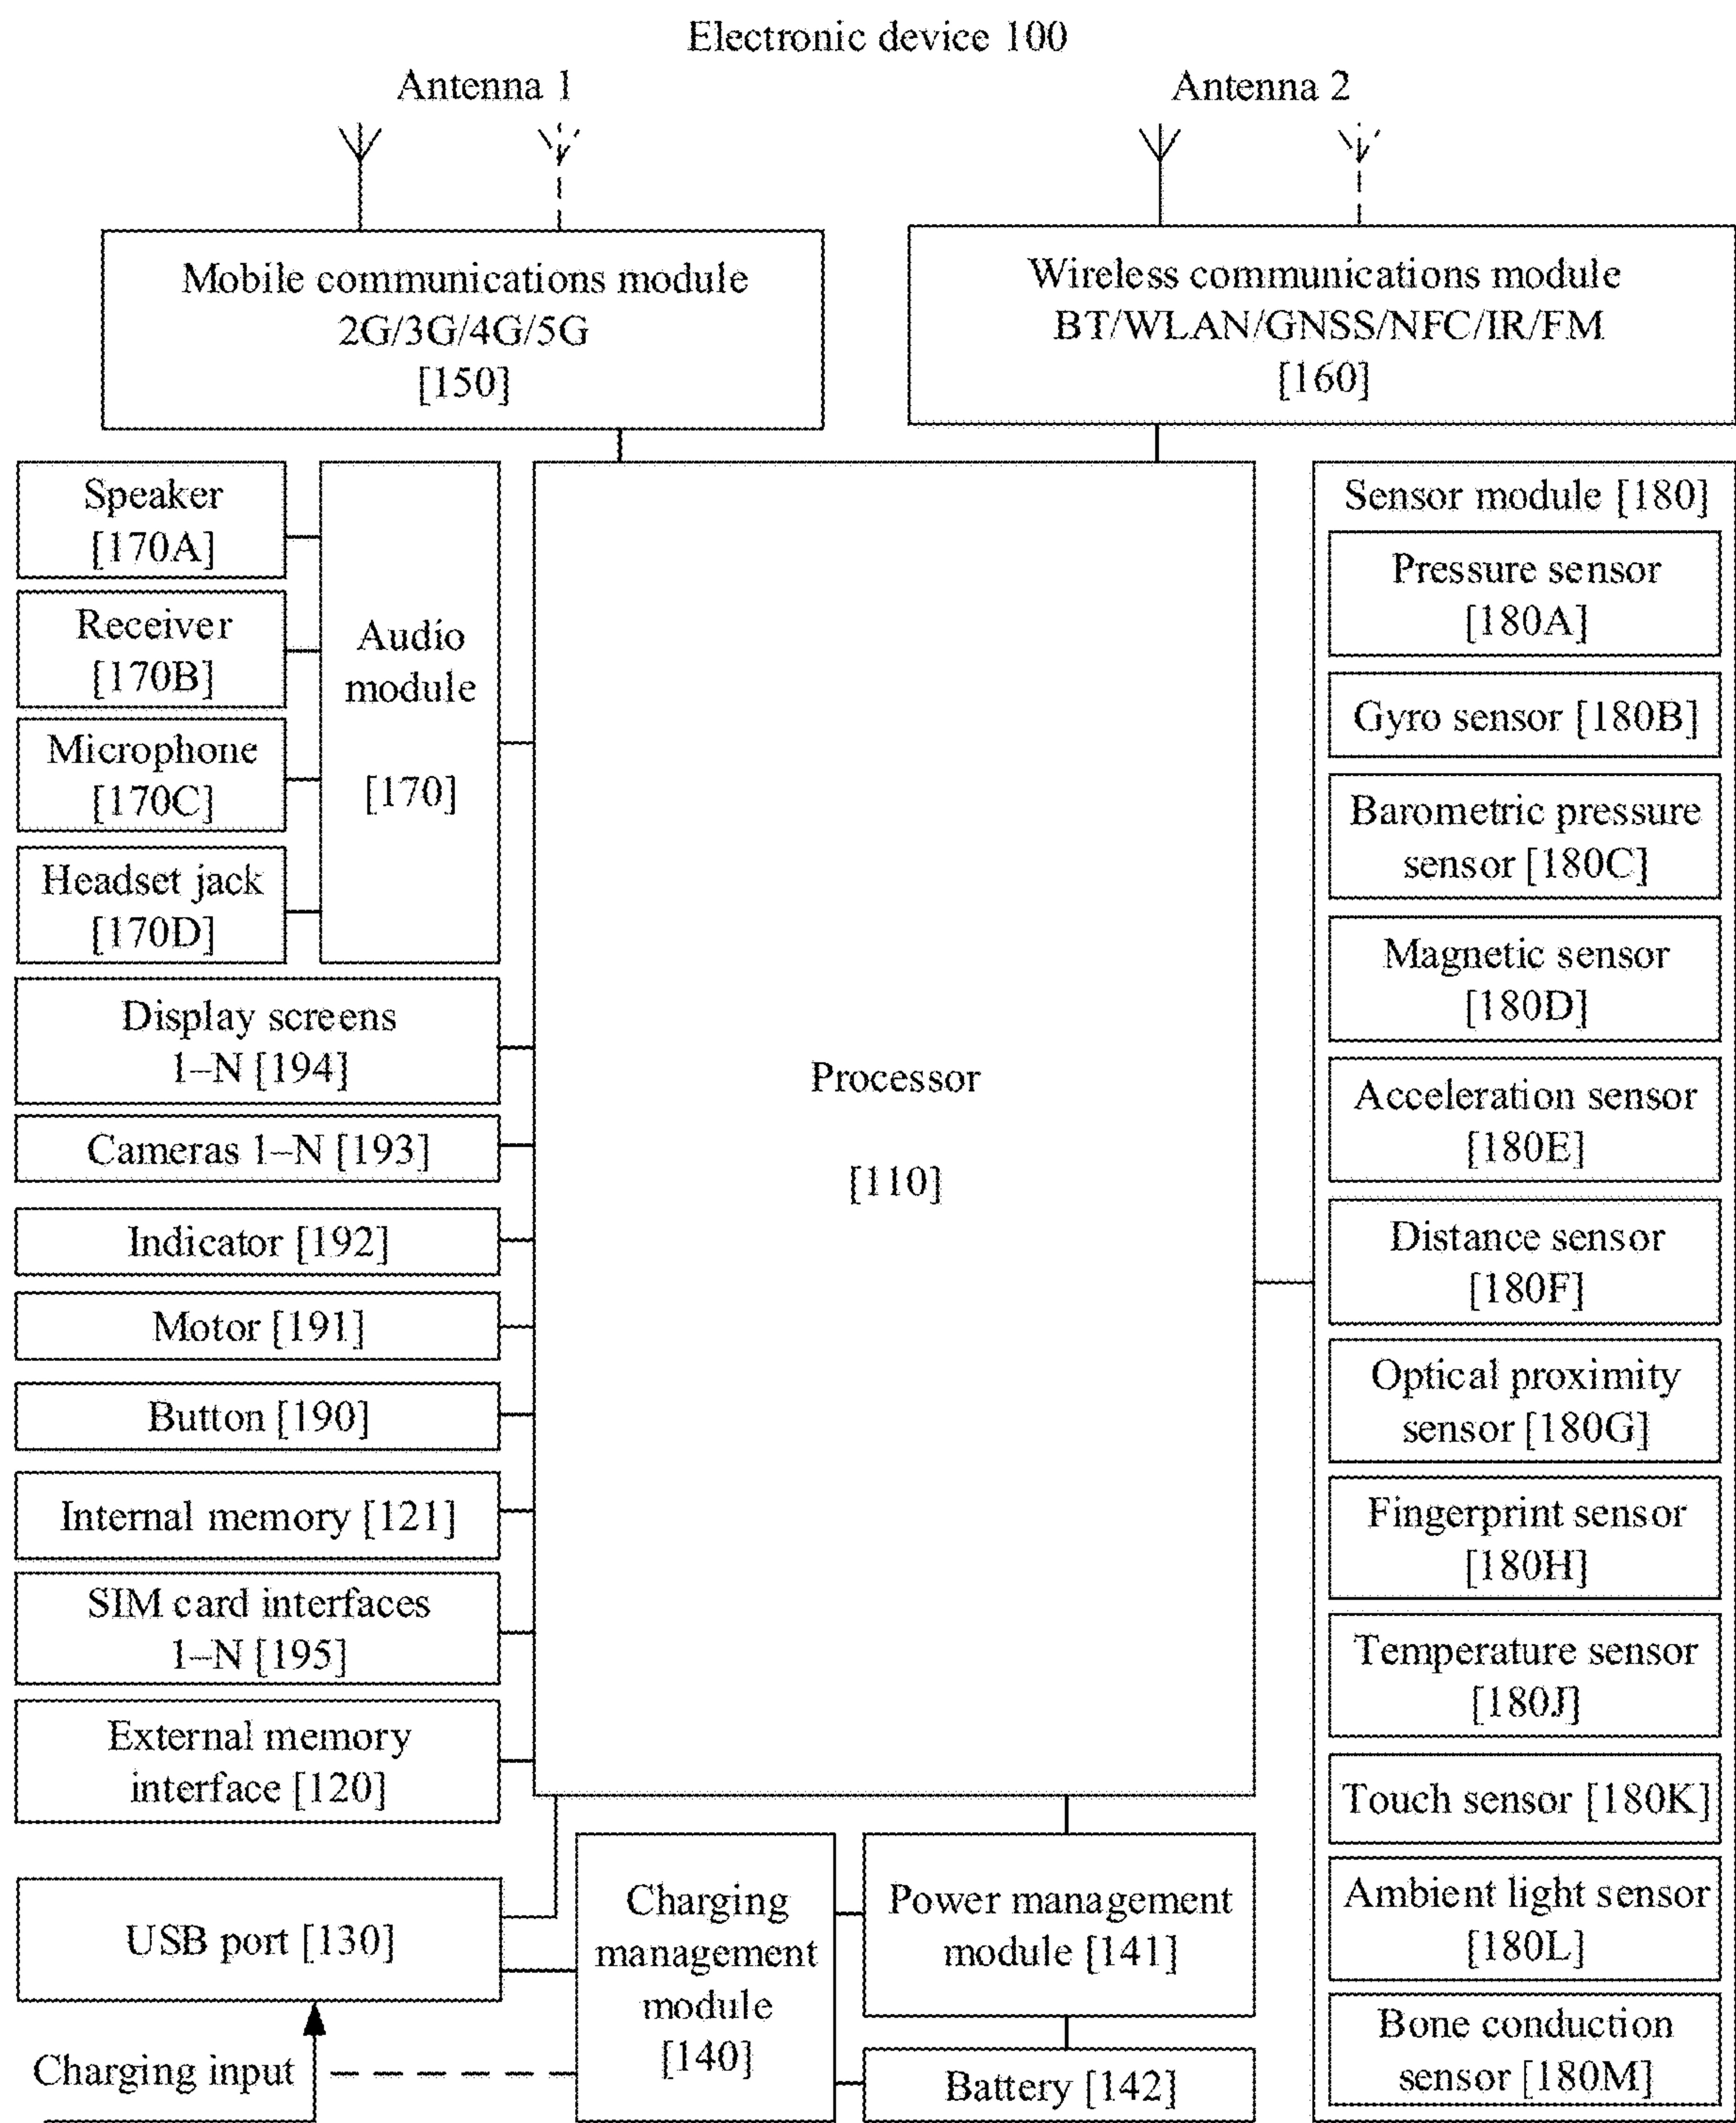 Electronic device 100
Antenna 1
Antenna 2
Mobile communications module
2G/3G/4G/5G
[150]
Wireless communications module
BT/WLAN/GNSS/NFC/IR/FM
[160]
Speaker
[170A]
Receiver
[170B]
Microphone
[170C]
Headset jack
[170D]
Audio
module
[170]
Display screens
1–N [194]
Cameras 1–N [193]
Indicator [192]
Motor [191]
Button [190]
Internal memory [121]
SIM card interfaces
1–N [195]
External memory
interface [120]
USB port [130]
Charging input
Processor
[110]
Charging
management
module
[140]
Power management
module [141]
Battery [142]
Sensor module [180]
Pressure sensor
[180A]
Gyro sensor [180B]
Barometric pressure
sensor [180C]
Magnetic sensor
[180D]
Acceleration sensor
[180E]
Distance sensor
[180F]
Optical proximity
sensor [180G]
Fingerprint sensor
[180H]
Temperature sensor
[180J]
Touch sensor [180K]
Ambient light sensor
[180L]
Bone conduction
sensor [180M]